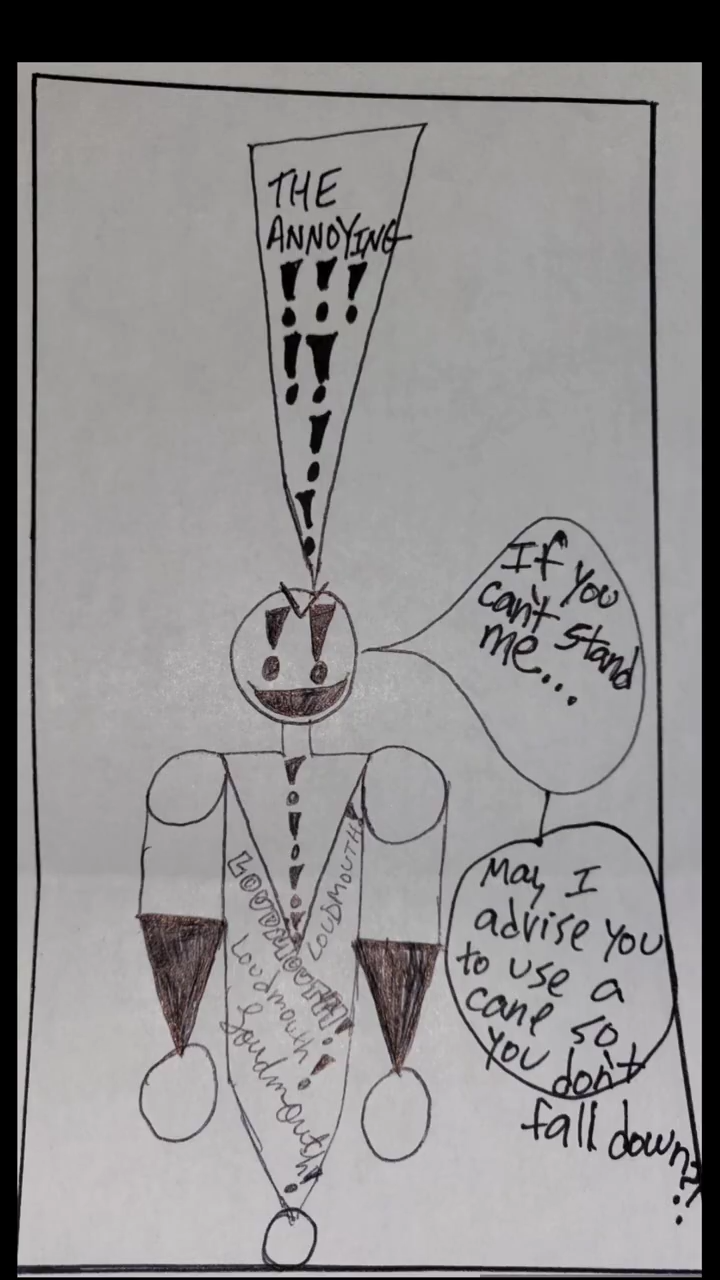 THE
ANNOYING
!!!
!!
!
!
If you
can't stand
me...
May I
advise you
to use a
cane so
you don't
fall down?!
!
!
!
LOUDMOUTH!
Loudmouth!
Loudmouth!